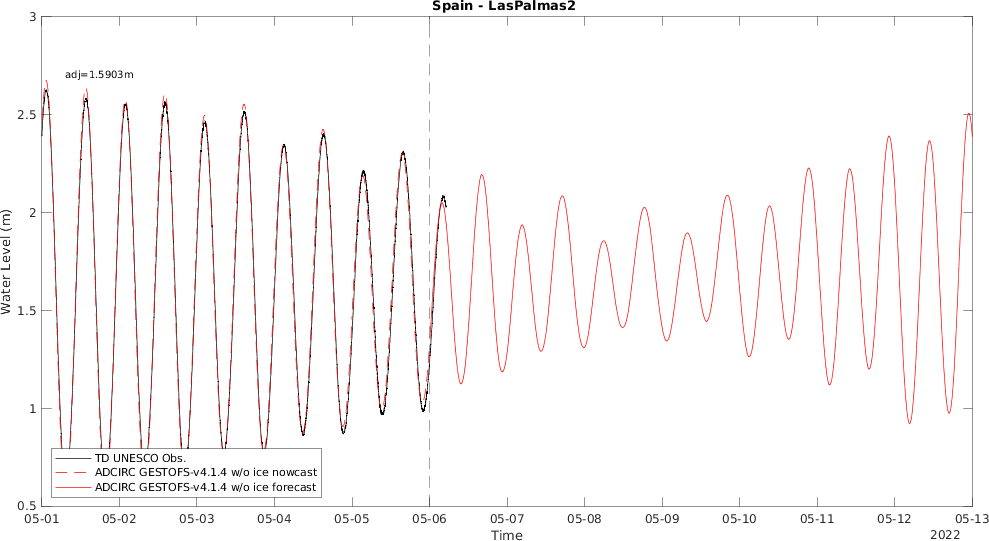 Spain - LasPalmas2
adj=1.5903m
Water Level (m)
3
2.5
2
1.5
1
0.5
TD UNESCO Obs.
ADCIRC GESTOFS-v4.1.4 w/o ice nowcast
ADCIRC GESTOFS-v4.1.4 w/o ice forecast
05-01 05-02 05-03 05-04 05-05 05-06 05-07 05-08 05-09 05-10 05-11 05-12 05-13
Time
2022